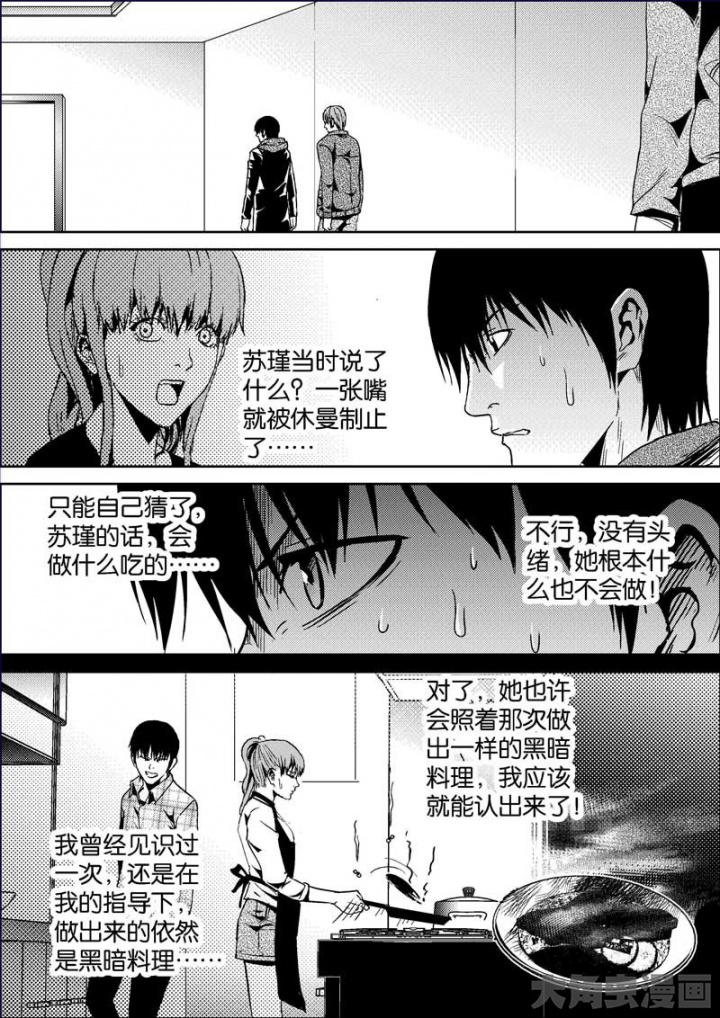 苏瑾当时说了
什么？一张嘴
就被休曼制止
了……
只能自己猜了，
苏瑾的话，会
做什么吃的……
不行，没有头
绪，她根本什
么也不会做！
对了，她也许
会照着那次做
出一样的黑暗
料理，我应该
就能认出来了！
我曾经见识过
一次，还是在
我的指导下，
做出来的依然
是黑暗料理……
大角虫漫画